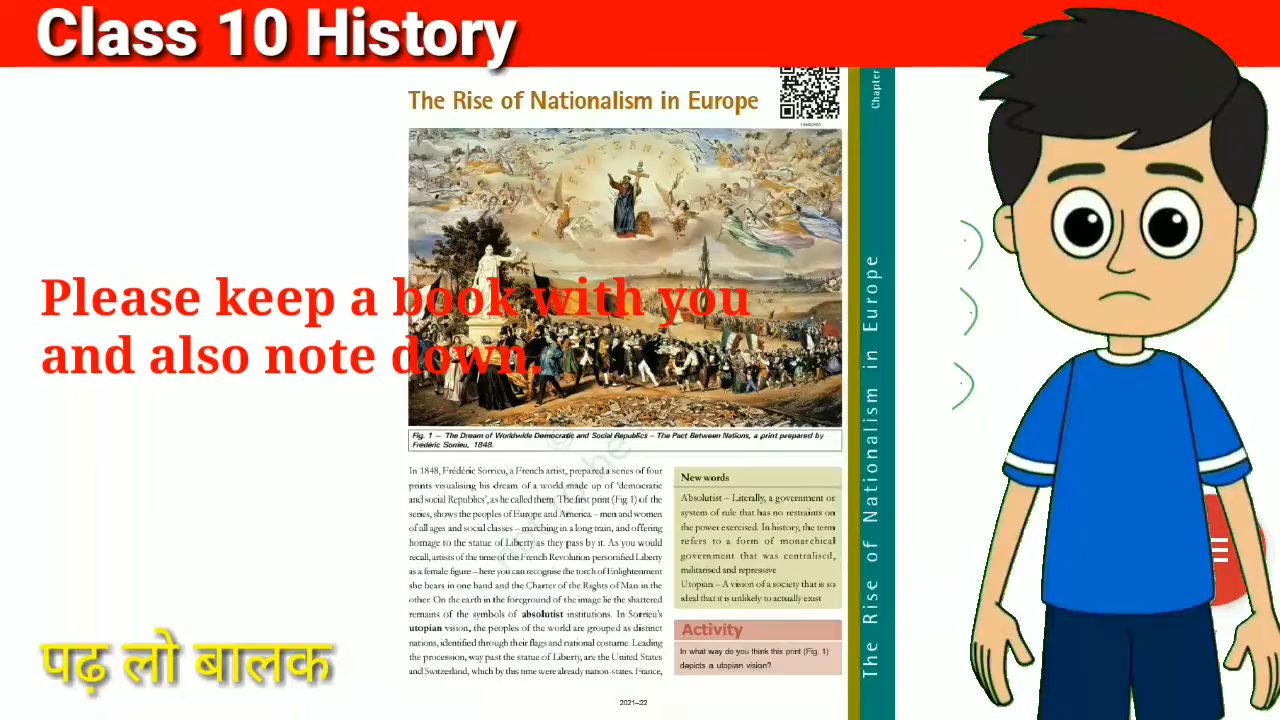 Class 10 History
The Rise of Nationalism in Europe
Chapter
FRATERNITÉ
Please keep a book with you
and also note down.
Fig. 1 — The Dream of Worldwide Democratic and Social Republics – The Pact Between Nations, a print prepared by
Frédéric Sorrieu, 1848.
In 1848, Frédéric Sorrieu, a French artist, prepared a series of four
prints visualising his dream of a world made up of 'democratic
and social Republics', as he called them. The first print (Fig. 1) of the
series, shows the peoples of Europe and America – men and women
of all ages and social classes – marching in a long train, and offering
homage to the statue of Liberty as they pass by it. As you would
recall, artists of the time of the French Revolution personified Liberty
as a female figure – here you can recognise the torch of Enlightenment
she bears in one hand and the Charter of the Rights of Man in the
other. On the earth in the foreground of the image lie the shattered
remains of the symbols of absolutist institutions. In Sorrieu's
utopian vision, the peoples of the world are grouped as distinct
nations, identified through their flags and national costume. Leading
the procession, way past the statue of Liberty, are the United States
and Switzerland, which by this time were already nation-states. France,
New words
Absolutist – Literally, a government or
system of rule that has no restraints on
the power exercised. In history, the term
refers to a form of monarchical
government that was centralised,
militarised and repressive
Utopian – A vision of a society that is so
ideal that it is unlikely to actually exist
Activity
In what way do you think this print (Fig. 1)
depicts a utopian vision?
The Rise of Nationalism in Europe
पढ़ लो बालक
2021–22